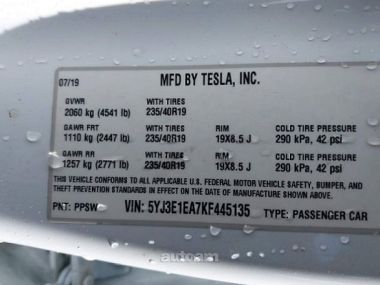 07/19 MFD BY TESLA, INC.
GVWR WITH TIRES
2060 kg (4541 lb) 235/40R19
GAWR FRT WITH TIRES RIM COLD TIRE PRESSURE
1110 kg (2447 lb) 235/40R19 19X8.5 J 290 kPa, 42 psi
GAWR RR WITH TIRES RIM COLD TIRE PRESSURE
1257 kg (2771 lb) 235/40R19 19X8.5 J 290 kPa, 42 psi
THIS VEHICLE CONFORMS TO ALL APPLICABLE U.S. FEDERAL MOTOR VEHICLE SAFETY, BUMPER, AND
THEFT PREVENTION STANDARDS IN EFFECT ON THE DATE OF MANUFACTURE SHOWN ABOVE.
PNT: PPSW VIN: 5YJ3E1EA7KF445135 TYPE: PASSENGER CAR
autoam